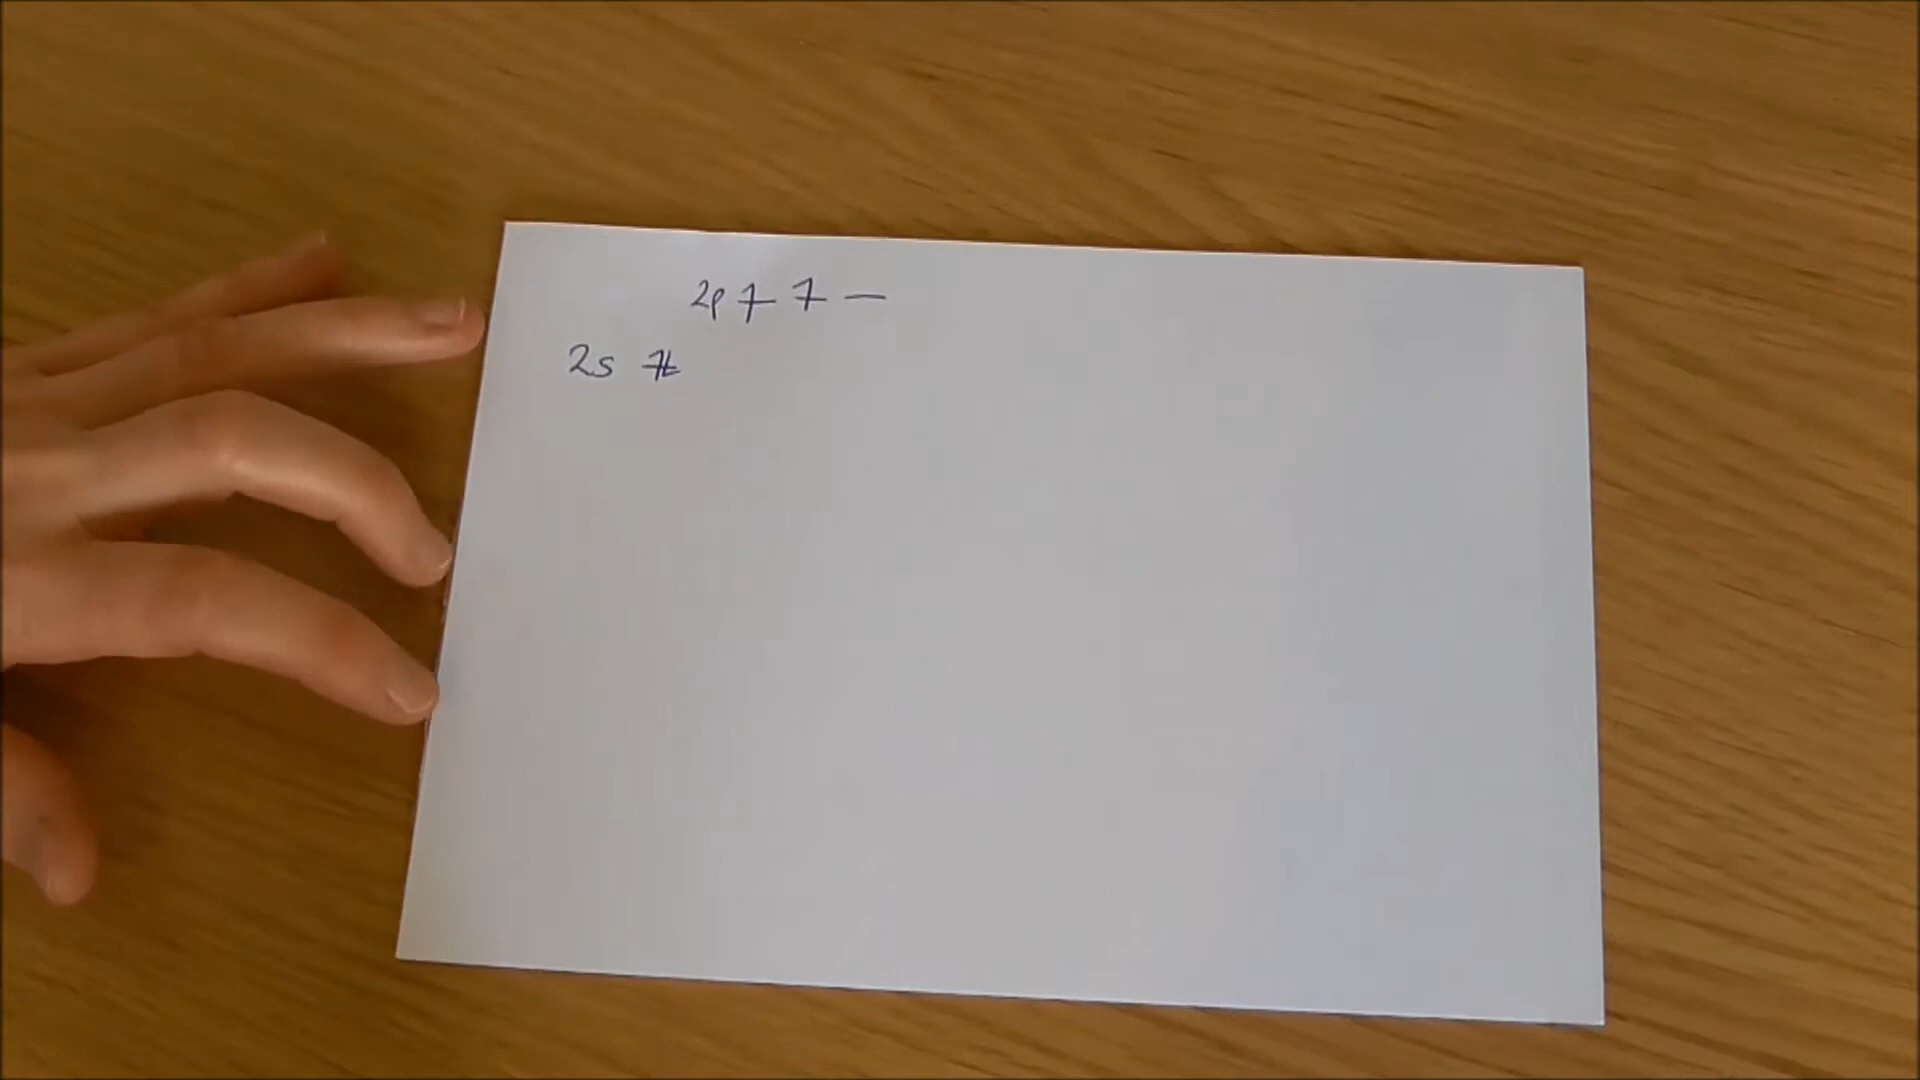 2p ↿ ↿ —
2s ⥮